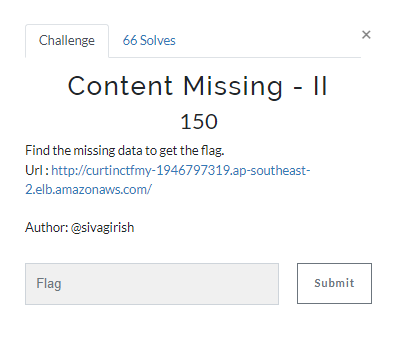 Challenge
66 Solves
×
Content Missing - II
150
Find the missing data to get the flag.
Url : http://curtinctfmy-1946797319.ap-southeast-
2.elb.amazonaws.com/
Author: @sivagirish
Flag
Submit